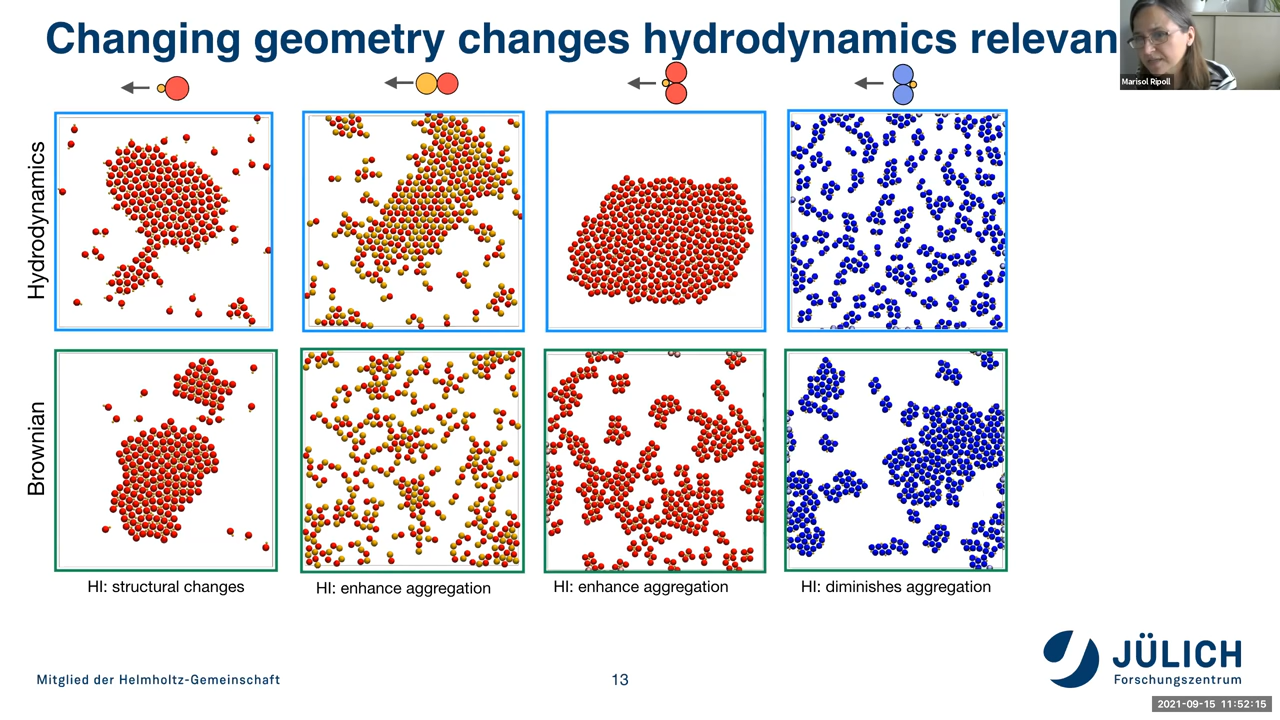 Changing geometry changes hydrodynamics relevan
Marisol Ripoll
Hydrodynamics
Brownian
HI: structural changes
HI: enhance aggregation
HI: enhance aggregation
HI: diminishes aggregation
Mitglied der Helmholtz-Gemeinschaft
13
JÜLICH
Forschungszentrum
2021-09-15 11:52:15